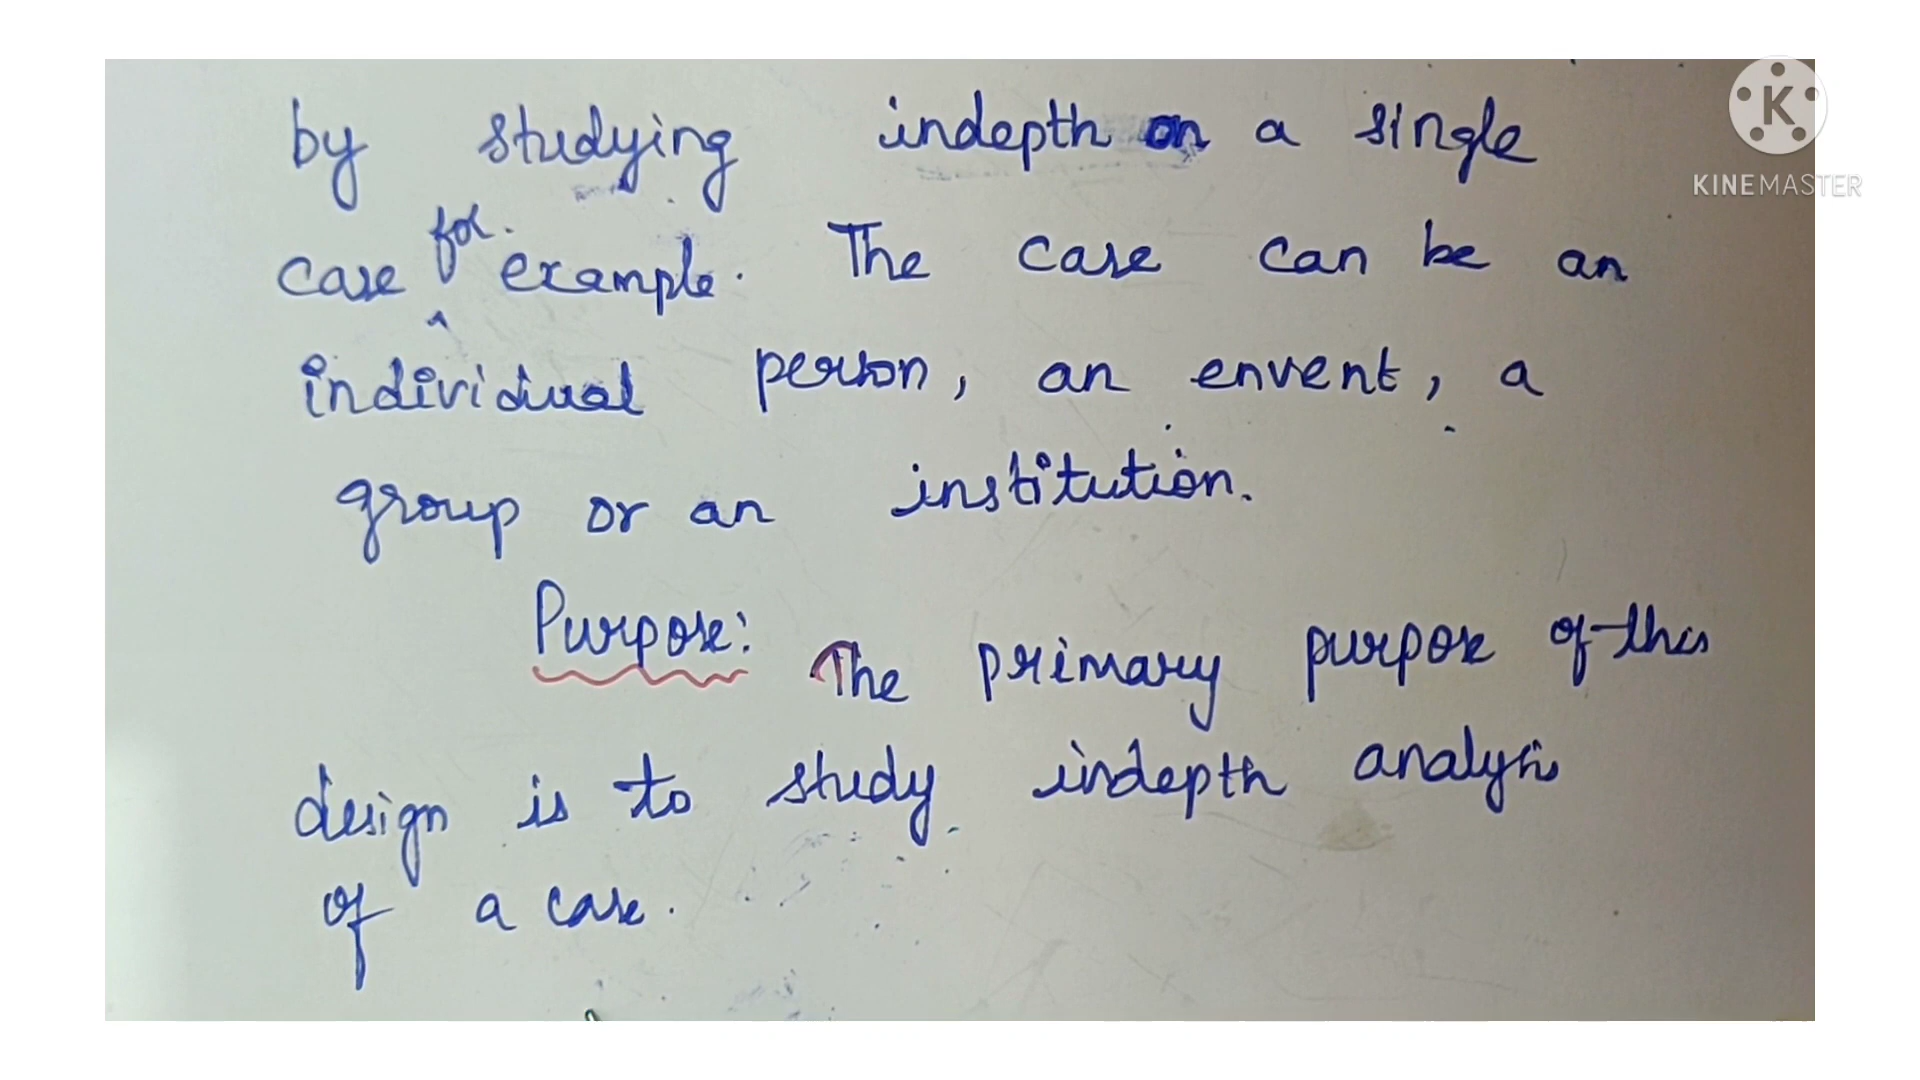 by studying indepth on a single
case for example. The case can be an
individual person, an envent, a
group or an institution.
Purpose: The primary purpose of this
design is to study indepth analysis
of a case.
K
KINEMASTER